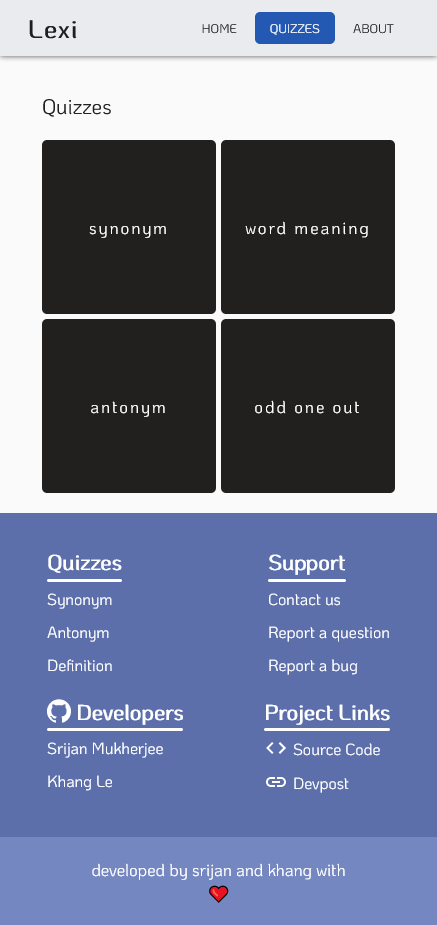 Lexi
HOME QUIZZES ABOUT
Quizzes
synonym
word meaning
antonym
odd one out
Quizzes
Synonym
Antonym
Definition
Support
Contact us
Report a question
Report a bug
Developers
Srijan Mukherjee
Khang Le
Project Links
Source Code
Devpost
developed by srijan and khang with